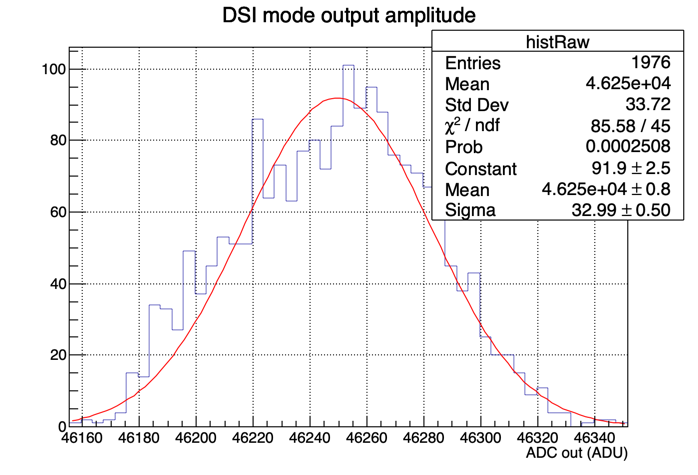 DSI mode output amplitude
histRaw
Entries 1976
Mean 4.625e+04
Std Dev 33.72
χ² / ndf 85.58 / 45
Prob 0.0002508
Constant 91.9 ± 2.5
Mean 4.625e+04 ± 0.8
Sigma 32.99 ± 0.50
100
80
60
40
20
0
46160 46180 46200 46220 46240 46260 46280 46300 46320 46340
ADC out (ADU)